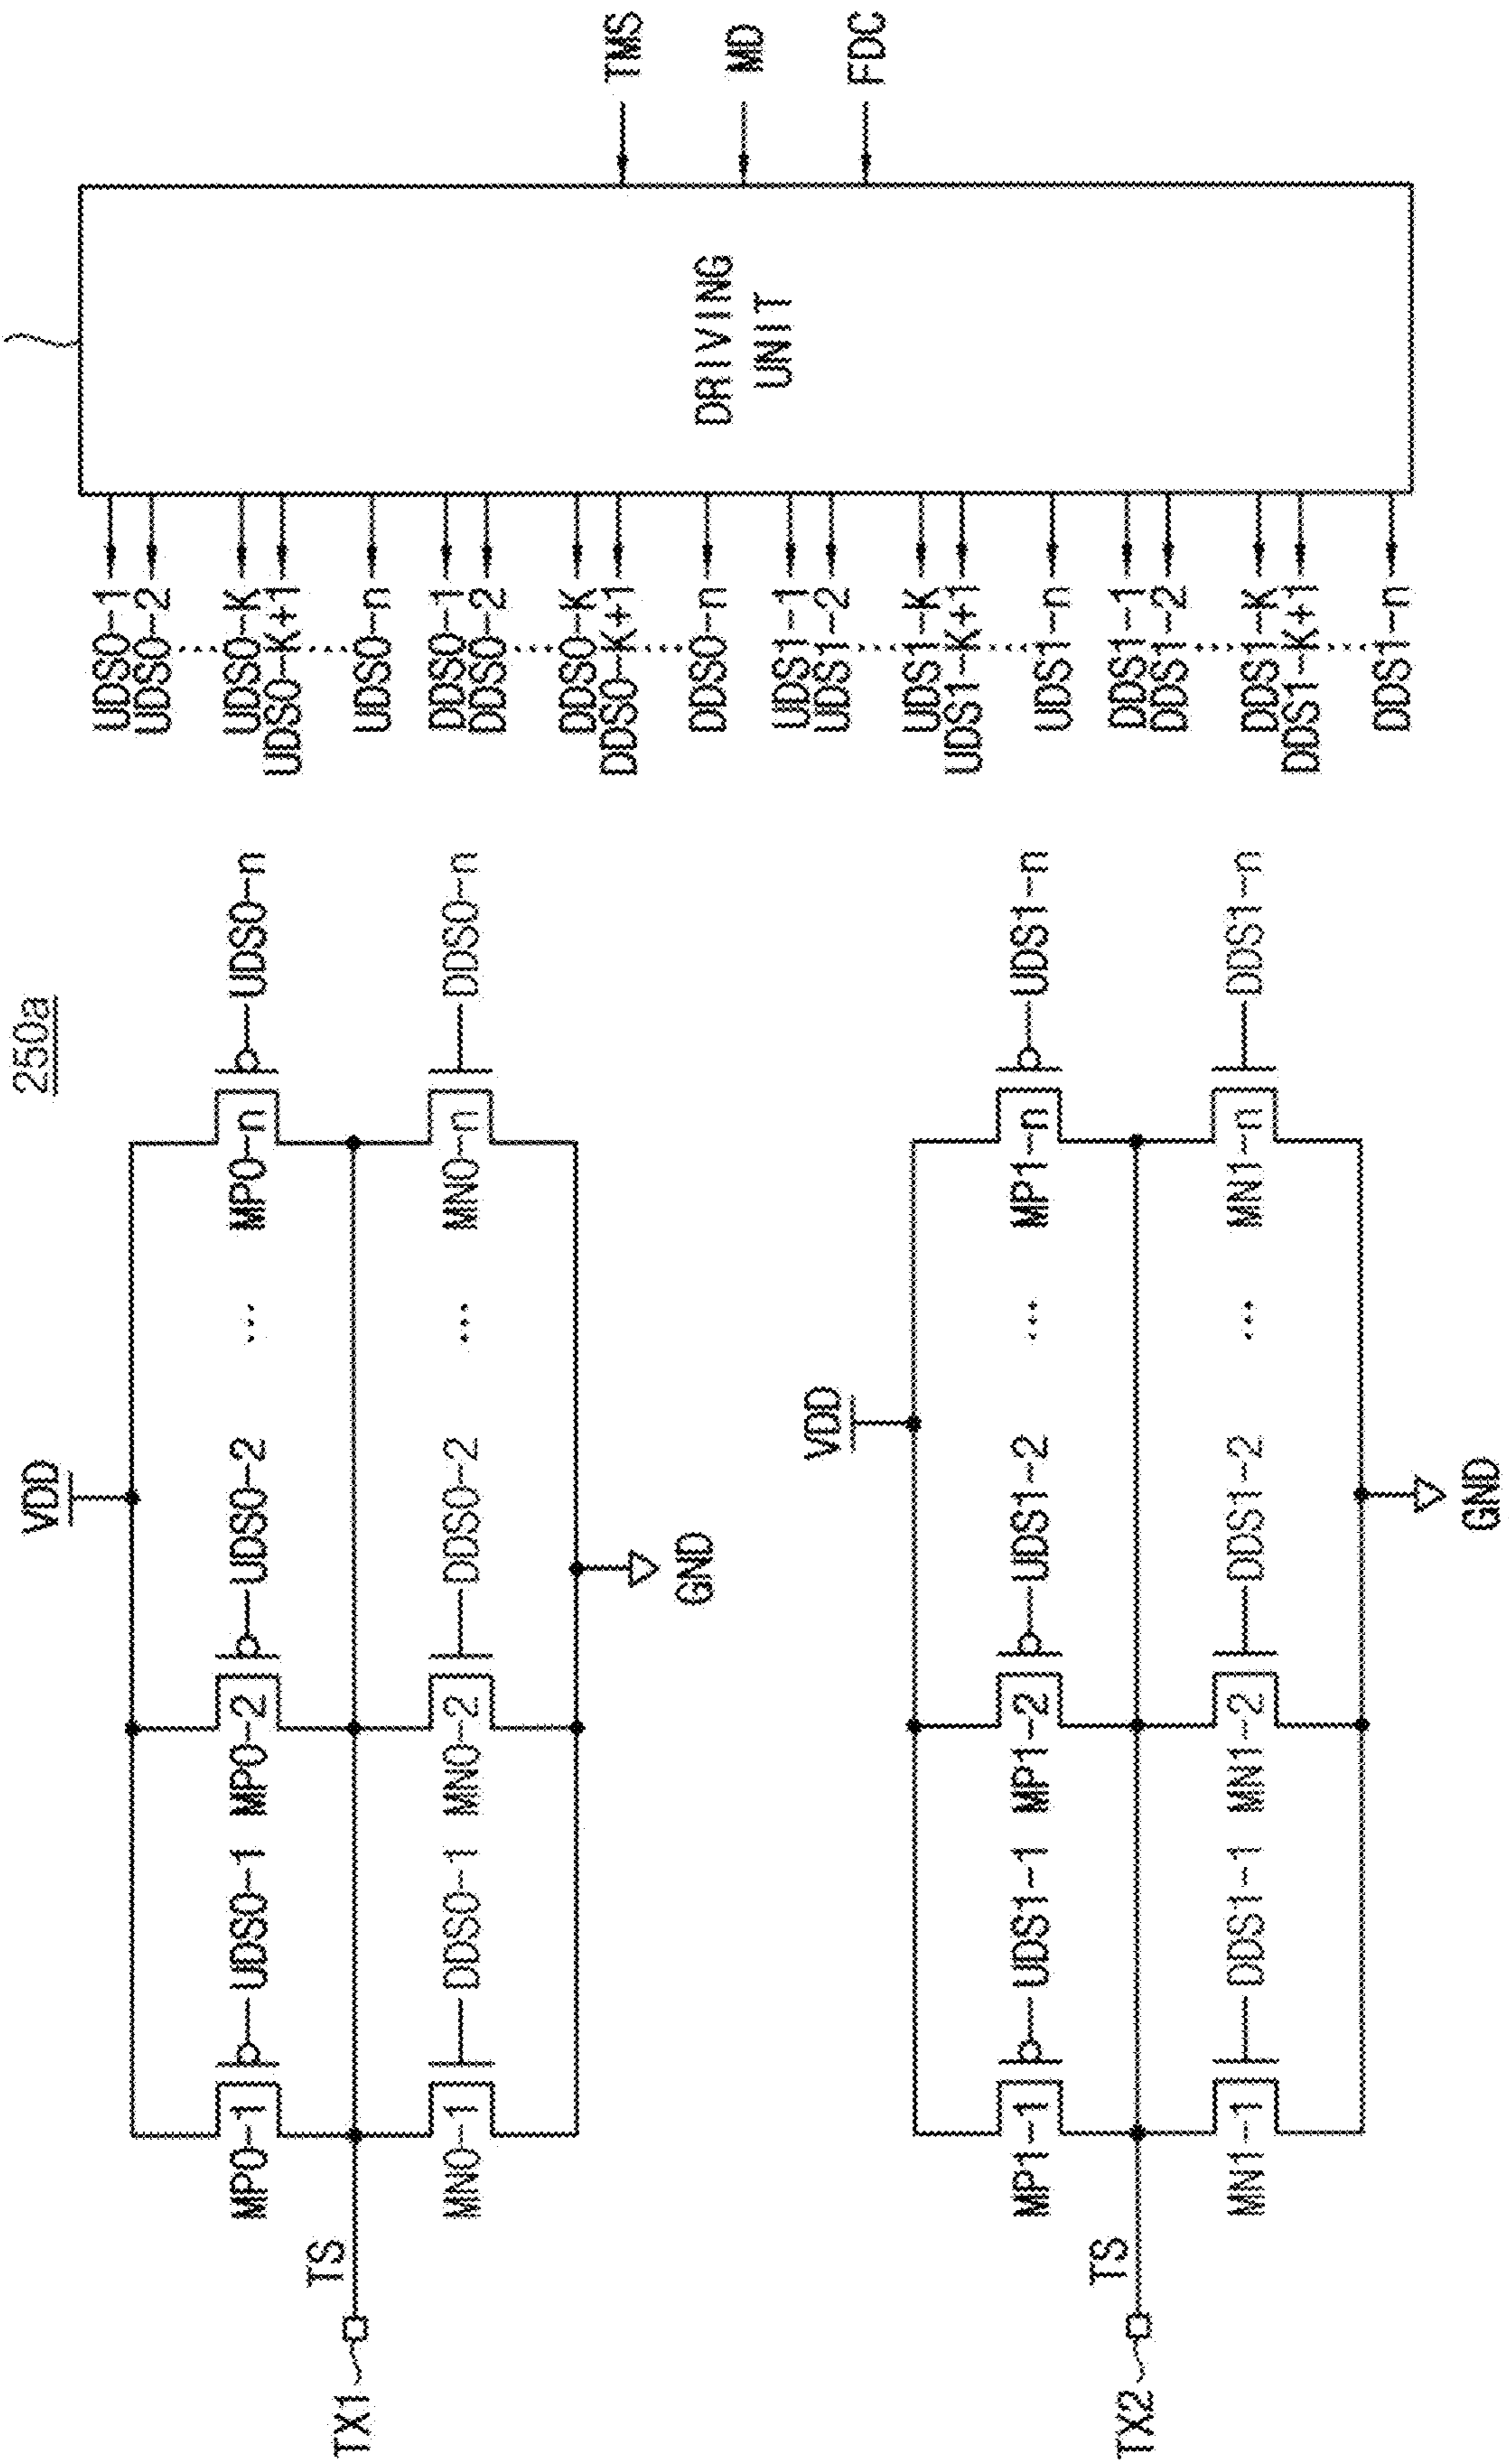 250a
VDD
MP0-1
UDS0-1
MP0-2
UDS0-2
...
MP0-n
UDS0-n
TS
TX1
MN0-1
DDS0-1
MN0-2
DDS0-2
...
MN0-n
DDS0-n
GND
VDD
MP1-1
UDS1-1
MP1-2
UDS1-2
...
MP1-n
UDS1-n
TS
TX2
MN1-1
DDS1-1
MN1-2
DDS1-2
...
MN1-n
DDS1-n
GND
UDS0-1
UDS0-2
UDS0-K
UDS0-K+1
UDS0-n
DDS0-1
DDS0-2
DDS0-K
DDS0-K+1
DDS0-n
UDS1-1
UDS1-2
UDS1-K
UDS1-K+1
UDS1-n
DDS1-1
DDS1-2
DDS1-K
DDS1-K+1
DDS1-n
DRIVING
UNIT
TMS
MD
FDC